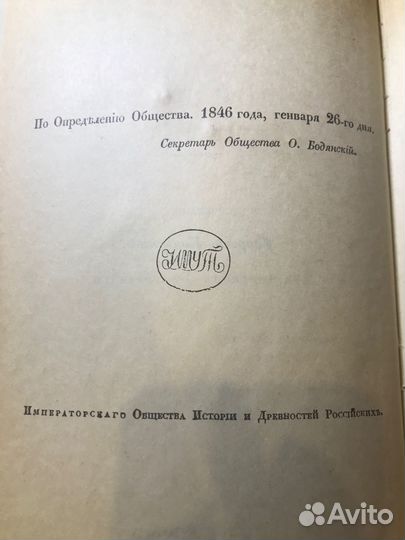 По Опредѣленію Общества. 1846 года, генваря 26-го дня.
Секретарь Общества О. Бодянскій.
Императорскаго Общества Исторіи и Древностей Россійскихъ.
Avito